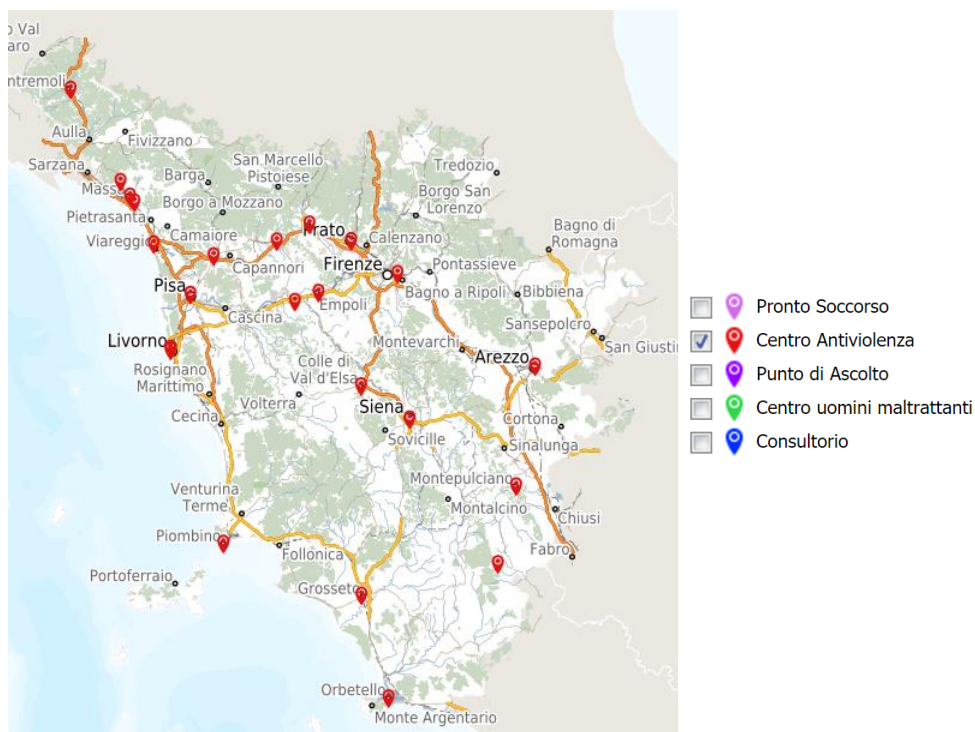 o Val
aro
ntremoli
Aulla
Fivizzano
Sarzana
Barga
San Marcello
Pistoiese
Tredozio
Mass
Borgo a Mozzano
Borgo San
Lorenzo
Pietrasanta
Camaiore
Viareggio
Prato
Calenzano
Bagno di
Romagna
Capannori
Firenze
Pontassieve
Pisa
Empoli
Bagno a Ripoli
Bibbiena
Cascina
Sansepolcro
San Giusti
Livorno
Montevarchi
Arezzo
Rosignano
Marittimo
Colle di
Val d'Elsa
Volterra
Siena
Cecina
Cortona
Sovicille
Sinalunga
Montepulciano
Venturina
Terme
Montalcino
Chiusi
Piombino
Follonica
Fabro
Portoferraio
Grosseto
Orbetello
Monte Argentario
Pronto Soccorso
Centro Antiviolenza
Punto di Ascolto
Centro uomini maltrattanti
Consultorio